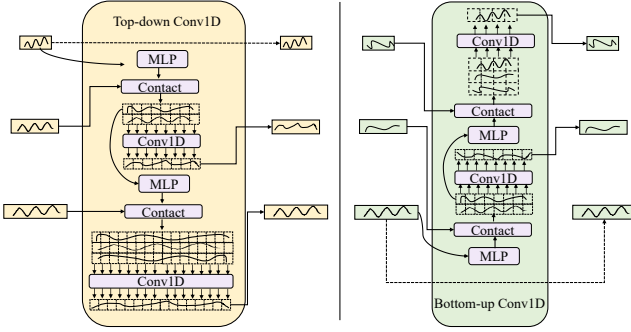 Top-down Conv1D
MLP
Contact
Conv1D
MLP
Contact
Conv1D
Conv1D
Contact
MLP
Conv1D
Contact
MLP
Bottom-up Conv1D